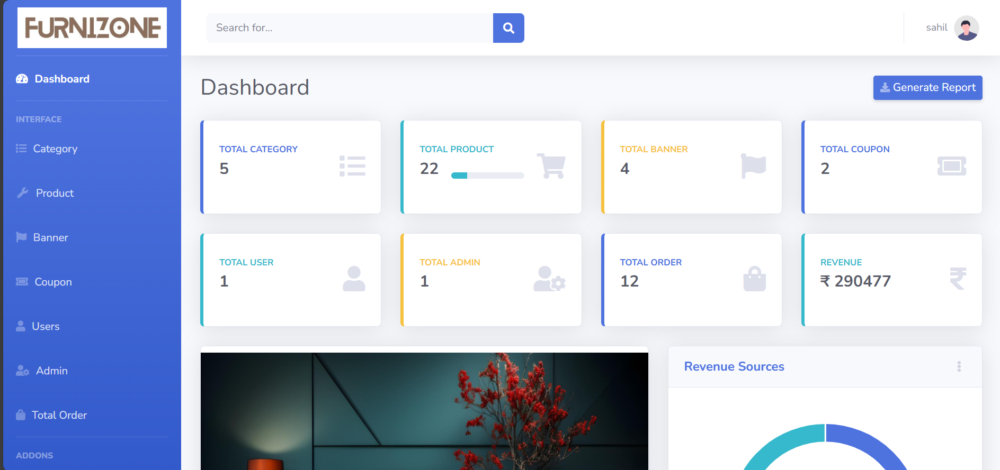 FURNIZONE
Dashboard
INTERFACE
Category
Product
Banner
Coupon
Users
Admin
Total Order
ADDONS
Search for...
sahil
Dashboard
Generate Report
TOTAL CATEGORY
5
TOTAL PRODUCT
22
TOTAL BANNER
4
TOTAL COUPON
2
TOTAL USER
1
TOTAL ADMIN
1
TOTAL ORDER
12
REVENUE
₹ 290477
Revenue Sources